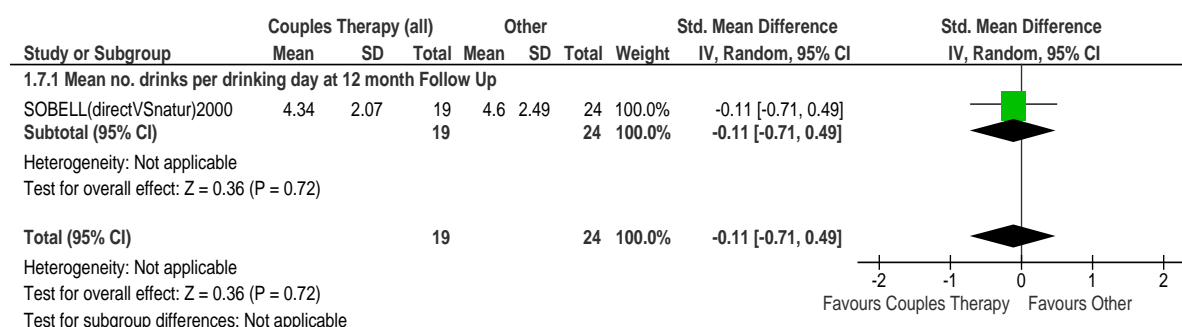 Couples Therapy (all) Other Std. Mean Difference Std. Mean Difference
Study or Subgroup Mean SD Total Mean SD Total Weight IV, Random, 95% CI IV, Random, 95% CI
1.7.1 Mean no. drinks per drinking day at 12 month Follow Up
SOBELL(directVSnatur)2000 4.34 2.07 19 4.6 2.49 24 100.0% -0.11 [-0.71, 0.49]
Subtotal (95% CI) 19 24 100.0% -0.11 [-0.71, 0.49]
Heterogeneity: Not applicable
Test for overall effect: Z = 0.36 (P = 0.72)
Total (95% CI) 19 24 100.0% -0.11 [-0.71, 0.49]
Heterogeneity: Not applicable
Test for overall effect: Z = 0.36 (P = 0.72)
Test for subgroup differences: Not applicable
-2 -1 0 1 2
Favours Couples Therapy Favours Other